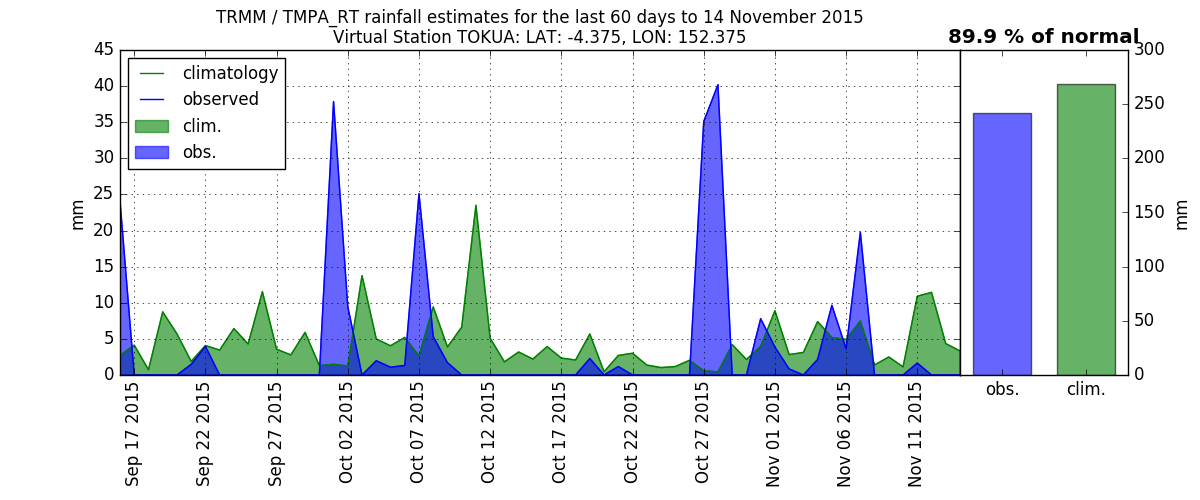 TRMM / TMPA_RT rainfall estimates for the last 60 days to 14 November 2015
Virtual Station TOKUA: LAT: -4.375, LON: 152.375
89.9 % of normal
climatology
observed
clim.
obs.
mm
45
40
35
30
25
20
15
10
5
0
Sep 17 2015
Sep 22 2015
Sep 27 2015
Oct 02 2015
Oct 07 2015
Oct 12 2015
Oct 17 2015
Oct 22 2015
Oct 27 2015
Nov 01 2015
Nov 06 2015
Nov 11 2015
obs.
clim.
300
250
200
150
100
50
0
mm